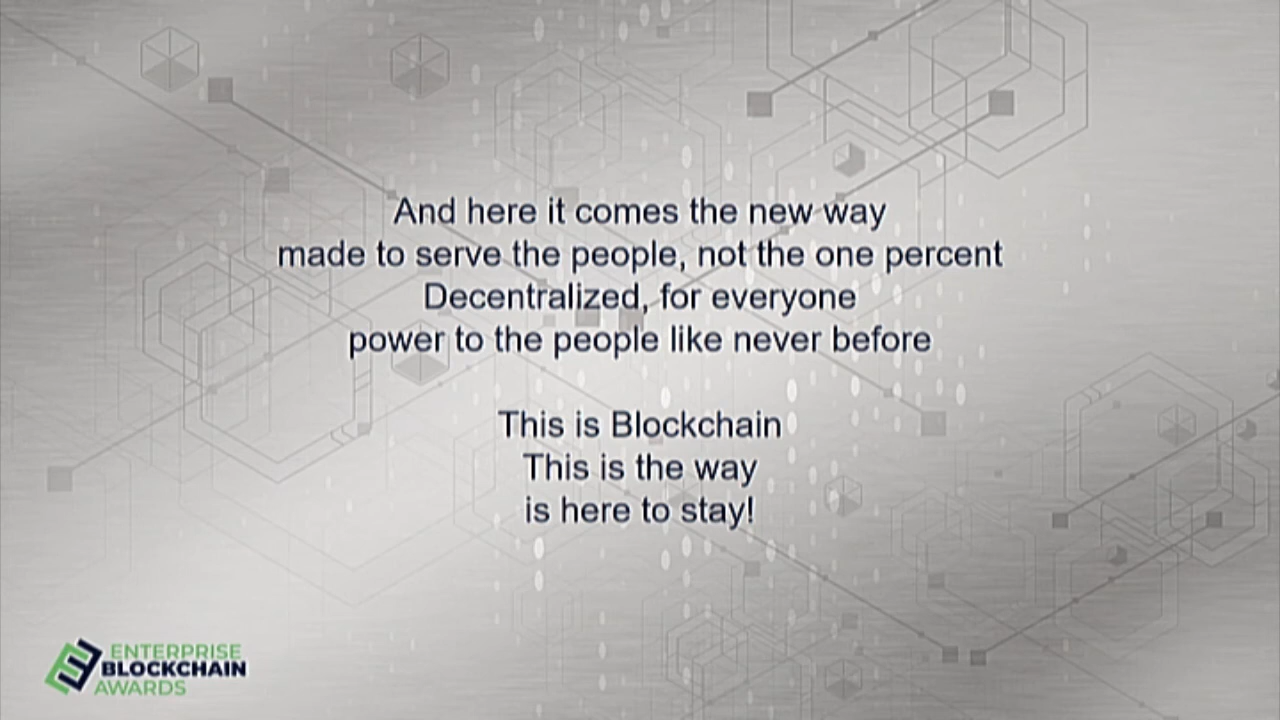 And here it comes the new way
made to serve the people, not the one percent
Decentralized, for everyone
power to the people like never before
This is Blockchain
This is the way
is here to stay!
ENTERPRISE
BLOCKCHAIN
AWARDS